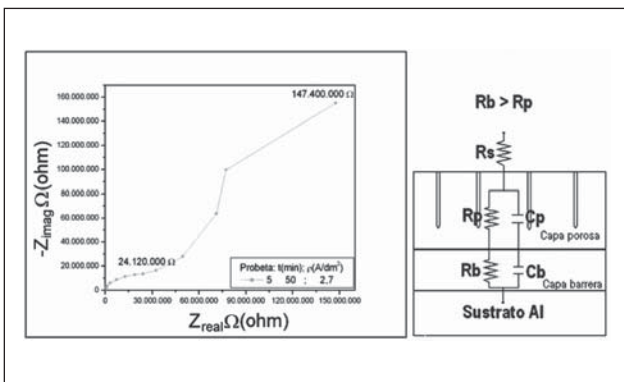 160.000.000
140.000.000
120.000.000
100.000.000
80.000.000
60.000.000
40.000.000
20.000.000
0
-Z imag Ω(ohm)
147.400.000 Ω
24.120.000 Ω
Probeta: t(min); ρ(A/dm²)
5 50 : 2,7
0 30.000.000 60.000.000 90.000.000 120.000.000 150.000.000
Z real Ω(ohm)
Rb > Rp
Rs
Rp Cp
Capa porosa
Rb Cb
Capa barrera
Sustrato Al